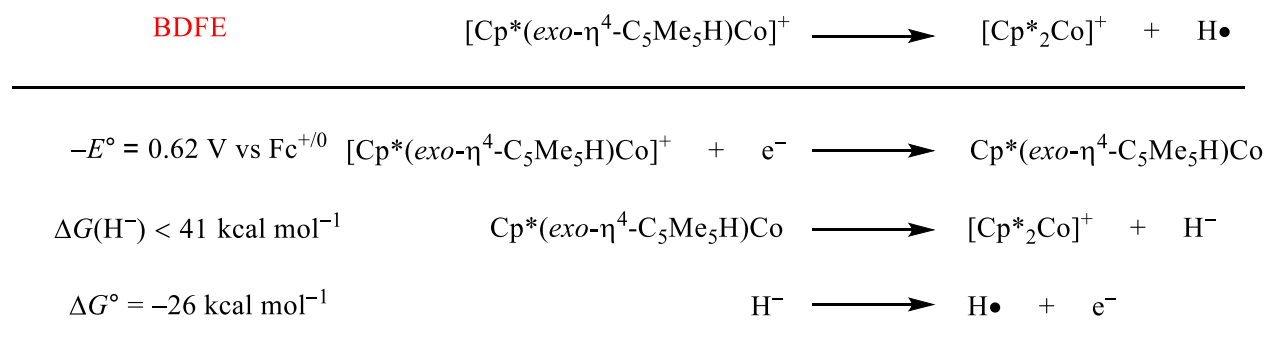 BDFE [Cp*(exo-η⁴-C₅Me₅H)Co]⁺ ⟶ [Cp*₂Co]⁺ + H●
–E° = 0.62 V vs Fc⁺/⁰ [Cp*(exo-η⁴-C₅Me₅H)Co]⁺ + e⁻ ⟶ Cp*(exo-η⁴-C₅Me₅H)Co
ΔG(H⁻) < 41 kcal mol⁻¹ Cp*(exo-η⁴-C₅Me₅H)Co ⟶ [Cp*₂Co]⁺ + H⁻
ΔG° = –26 kcal mol⁻¹ H⁻ ⟶ H● + e⁻